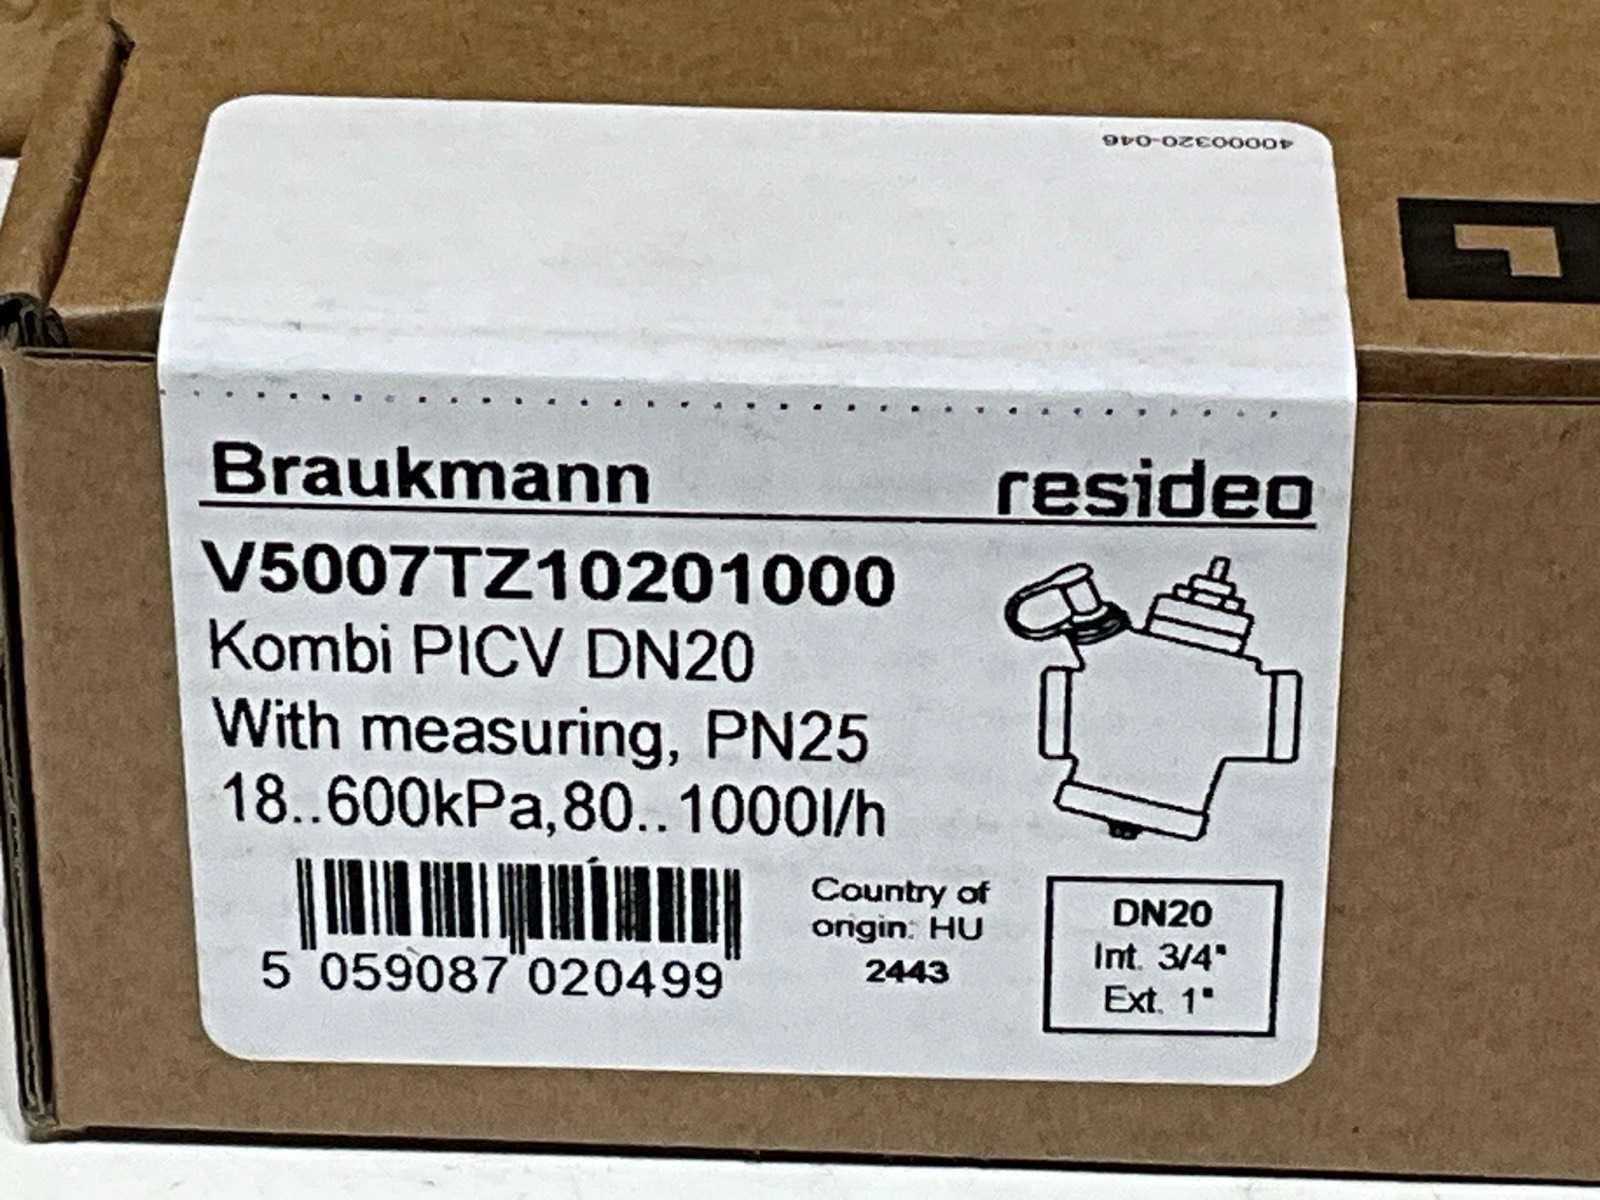 40000320-046
Braukmann resideo
V5007TZ10201000
Kombi PICV DN20
With measuring, PN25
18..600kPa,80..1000l/h
5 059087 020499
Country of
origin: HU
2443
DN20
Int. 3/4"
Ext. 1"